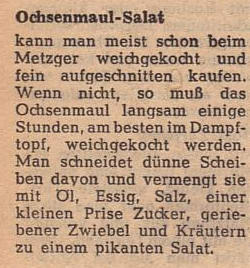 Ochsenmaul-Salat
kann man meist schon beim
Metzger weichgekocht und
fein aufgeschnitten kaufen.
Wenn nicht, so muß das
Ochsenmaul langsam einige
Stunden, am besten im Dampf-
topf, weichgekocht werden.
Man schneidet dünne Schei-
ben dayon und vermengt sie
mit Öl, Essig, Salz, einer
kleinen Prise Zucker, gerie-
bener Zwiebel und Kräutern
zu einem pikanten Salat.